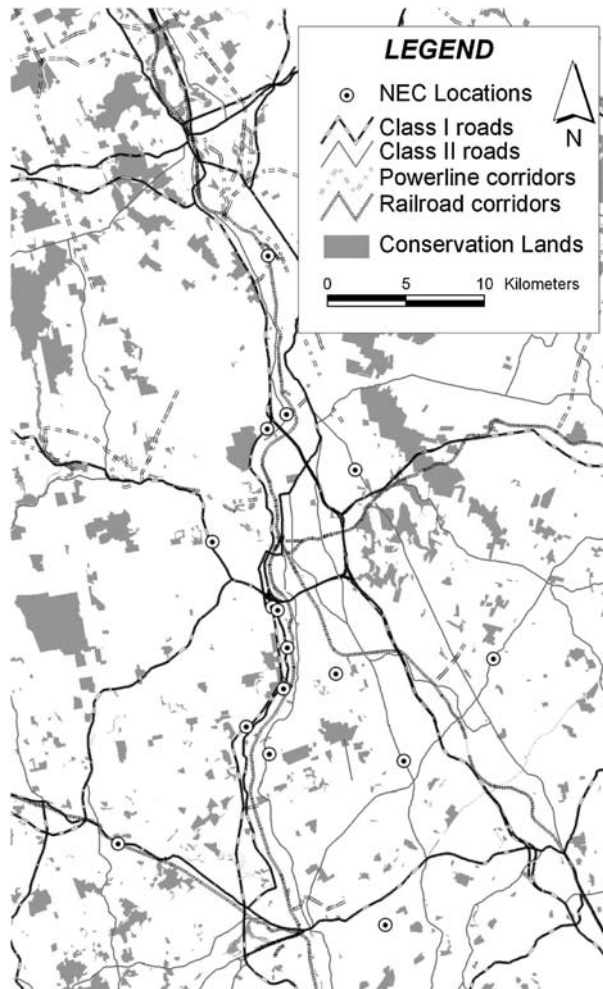 LEGEND
NEC Locations
Class I roads
Class II roads
Powerline corridors
Railroad corridors
Conservation Lands
N
0 5 10 Kilometers